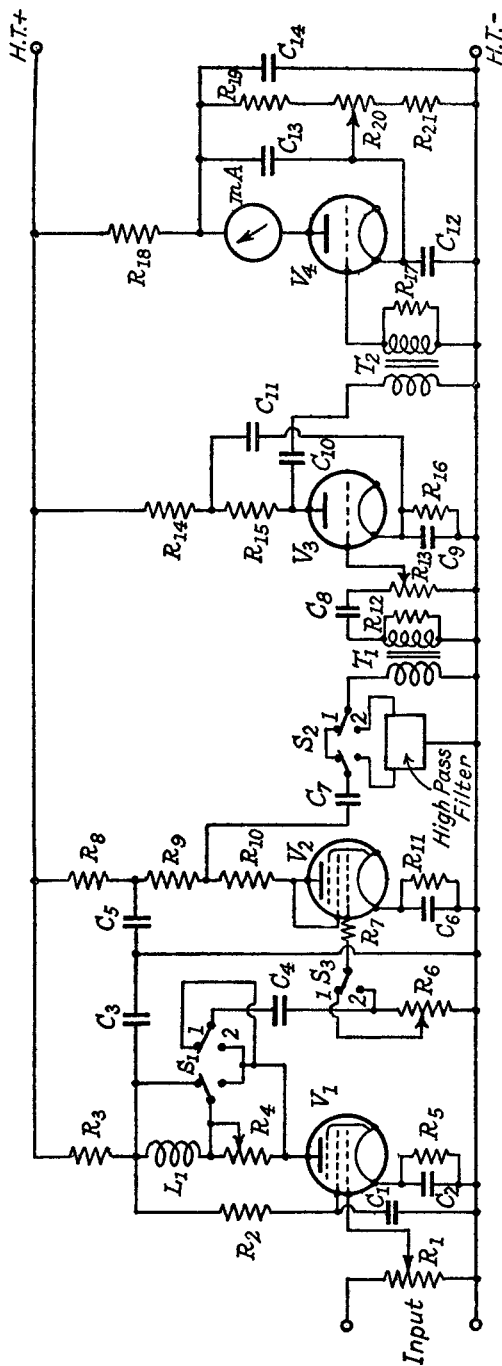 H.T.+
R3
R8
R14
R18
C3
C5
L1
S1
1
2
R9
R15
C11
mA
R19
C14
R2
R4
C4
R10
C7
S2
1
2
C10
C13
R20
V1
S3
1
2
V2
R7
High Pass
Filter
T1
C8
R12
R13
V3
T2
V4
R21
Input
R1
C1
C2
R5
R6
C6
R11
C9
R16
R17
C12
H.T.-